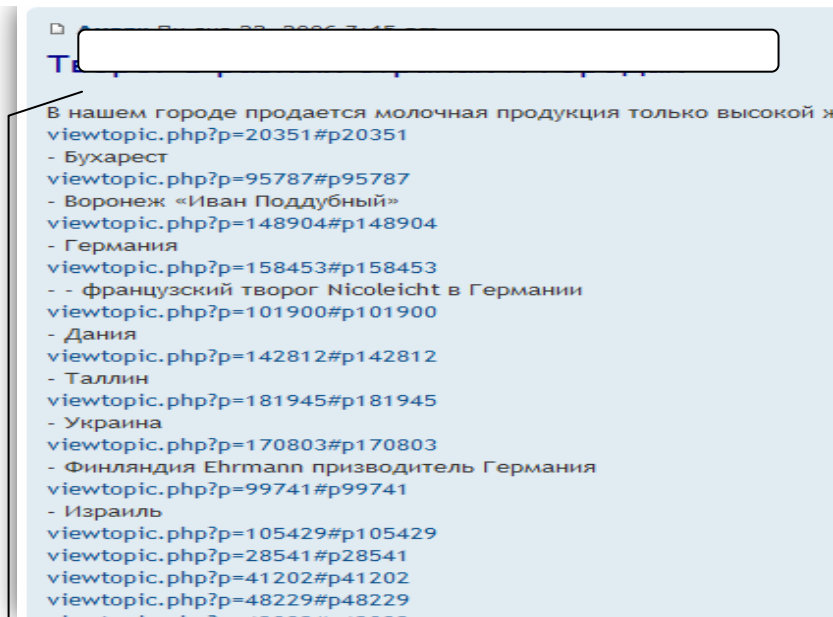 В нашем городе продается молочная продукция только высокой
viewtopic.php?p=20351#p20351
- Бухарест
viewtopic.php?p=95787#p95787
- Воронеж «Иван Поддубный»
viewtopic.php?p=148904#p148904
- Германия
viewtopic.php?p=158453#p158453
- - французский творог Nicoleicht в Германии
viewtopic.php?p=101900#p101900
- Дания
viewtopic.php?p=142812#p142812
- Таллин
viewtopic.php?p=181945#p181945
- Украина
viewtopic.php?p=170803#p170803
- Финляндия Ehrmann призводитель Германия
viewtopic.php?p=99741#p99741
- Израиль
viewtopic.php?p=105429#p105429
viewtopic.php?p=28541#p28541
viewtopic.php?p=41202#p41202
viewtopic.php?p=48229#p48229